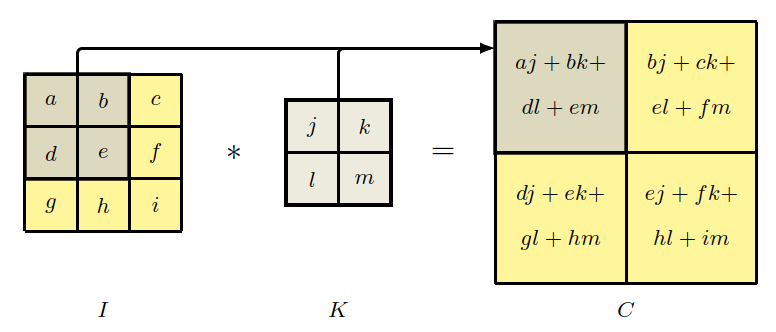 a b c
d e f
g h i
*
j k
l m
=
aj + bk+
dl + em
bj + ck+
el + fm
dj + ek+
gl + hm
ej + fk+
hl + im
I
K
C